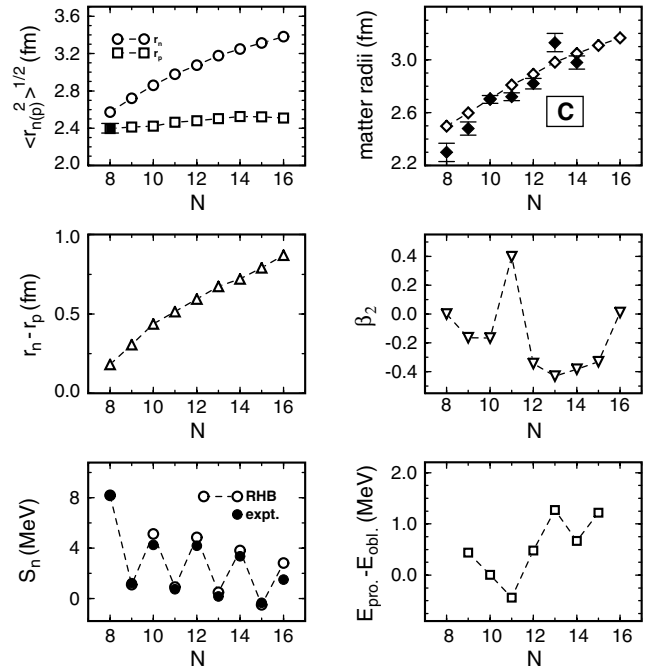 <r_n(p)^2>^1/2 (fm)
3.6
3.2
2.8
2.4
2.0
r_n
r_p
8 10 12 14 16
N
matter radii (fm)
3.0
2.6
2.2
C
8 10 12 14 16
N
r_n - r_p (fm)
1.0
0.5
0.0
8 10 12 14 16
N
β_2
0.4
0.2
0.0
-0.2
-0.4
8 10 12 14 16
N
S_n (MeV)
8
4
0
RHB
expt.
8 10 12 14 16
N
E_pro. - E_obl. (MeV)
2.0
1.0
0.0
8 10 12 14 16
N